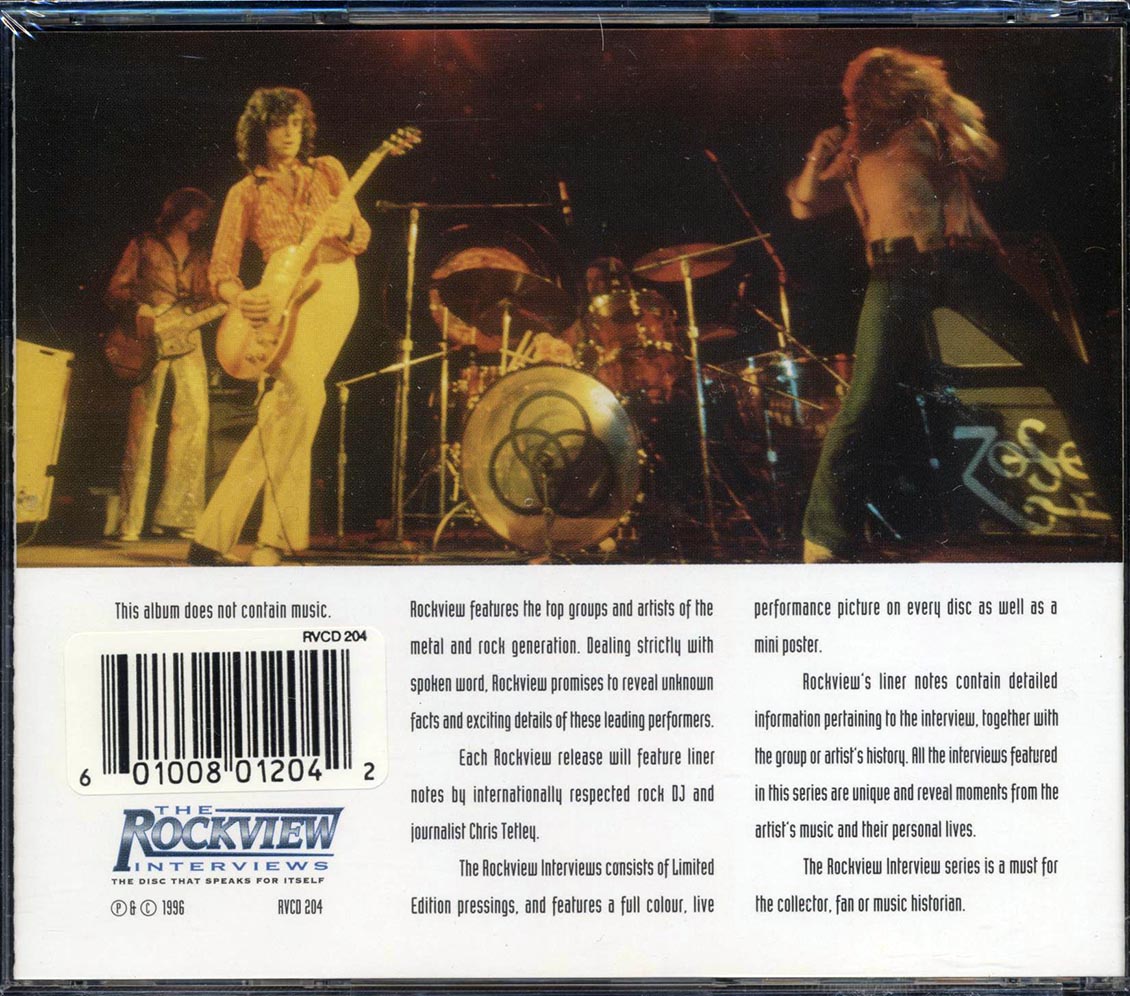 ZOSO
This album does not contain music.
RVCD 204
6 01008 01204 2
THE
ROCKVIEW
INTERVIEWS
THE DISC THAT SPEAKS FOR ITSELF
℗ & © 1996 RVCD 204
Rockview features the top groups and artists of the
metal and rock generation. Dealing strictly with
spoken word, Rockview promises to reveal unknown
facts and exciting details of these leading performers.
Each Rockview release will feature liner
notes by internationally respected rock DJ and
journalist Chris Tetley.
The Rockview Interviews consists of Limited
Edition pressings, and features a full colour, live
performance picture on every disc as well as a
mini poster.
Rockview's liner notes contain detailed
information pertaining to the interview, together with
the group or artist's history. All the interviews featured
in this series are unique and reveal moments from the
artist's music and their personal lives.
The Rockview Interview series is a must for
the collector, fan or music historian.